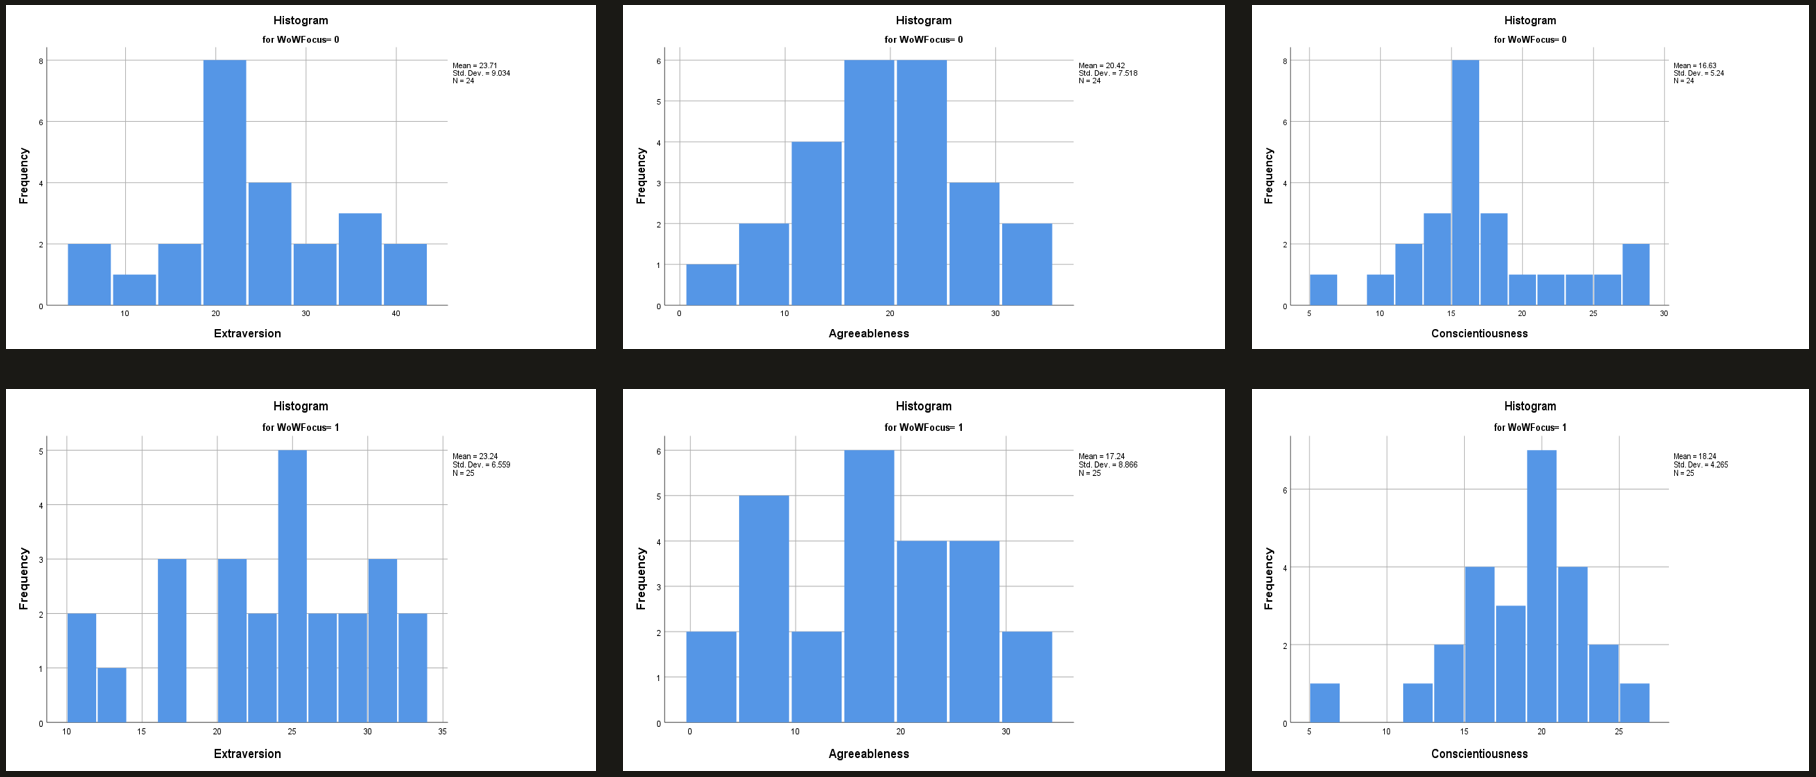 Histogram
for WoWFocus= 0
Mean = 23.71
Std. Dev. = 9.034
N = 24
8
6
4
2
0
Frequency
10
20
30
40
Extraversion
Histogram
for WoWFocus= 0
Mean = 20.42
Std. Dev. = 7.518
N = 24
6
5
4
3
2
1
0
Frequency
0
10
20
30
Agreeableness
Histogram
for WoWFocus= 0
Mean = 16.63
Std. Dev. = 5.24
N = 24
8
6
4
2
0
Frequency
5
10
15
20
25
30
Conscientiousness
Histogram
for WoWFocus= 1
Mean = 23.24
Std. Dev. = 6.559
N = 25
5
4
3
2
1
0
Frequency
10
15
20
25
30
35
Extraversion
Histogram
for WoWFocus= 1
Mean = 17.24
Std. Dev. = 8.866
N = 25
6
5
4
3
2
1
0
Frequency
0
10
20
30
Agreeableness
Histogram
for WoWFocus= 1
Mean = 18.24
Std. Dev. = 4.265
N = 25
6
4
2
0
Frequency
5
10
15
20
25
Conscientiousness